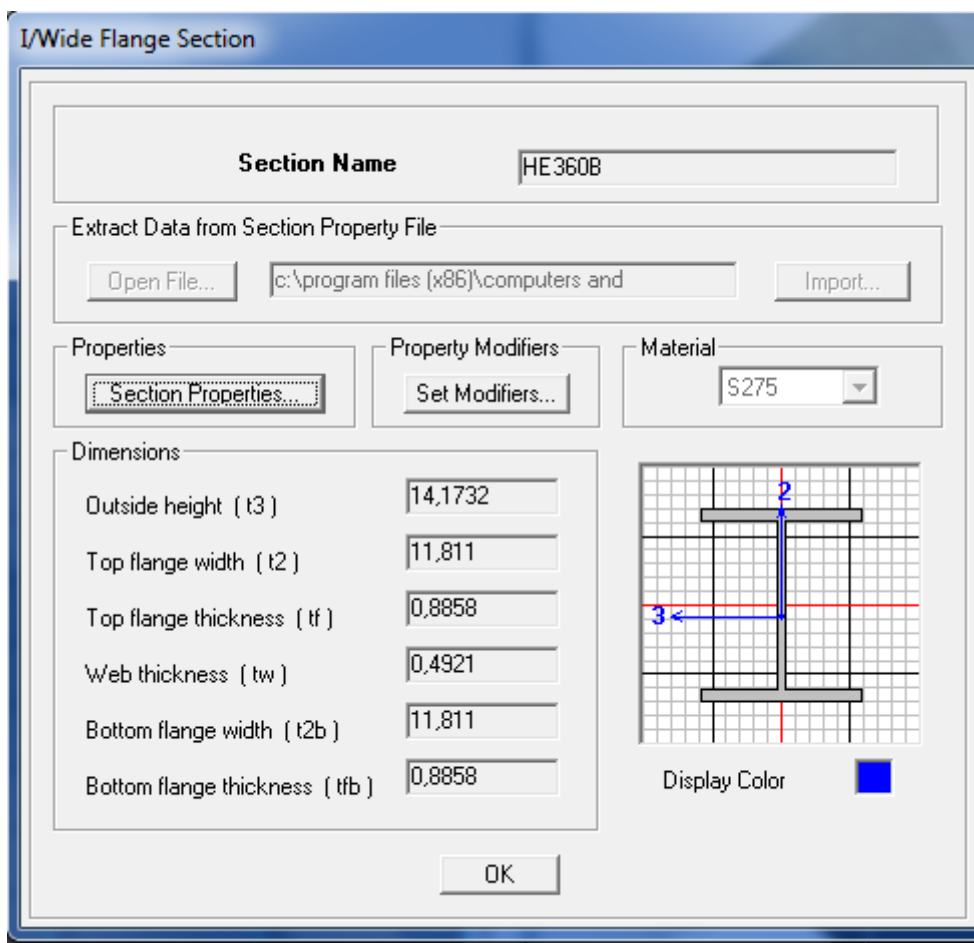 I/Wide Flange Section
Section Name HE360B
Extract Data from Section Property File
Open File... c:\program files (x86)\computers and Import...
Properties Property Modifiers Material
Section Properties... Set Modifiers... S275
Dimensions
Outside height ( t3 ) 14,1732
Top flange width ( t2 ) 11,811
Top flange thickness ( tf ) 0,8858
Web thickness ( tw ) 0,4921
Bottom flange width ( t2b ) 11,811
Bottom flange thickness ( tfb ) 0,8858
2
3
Display Color
OK